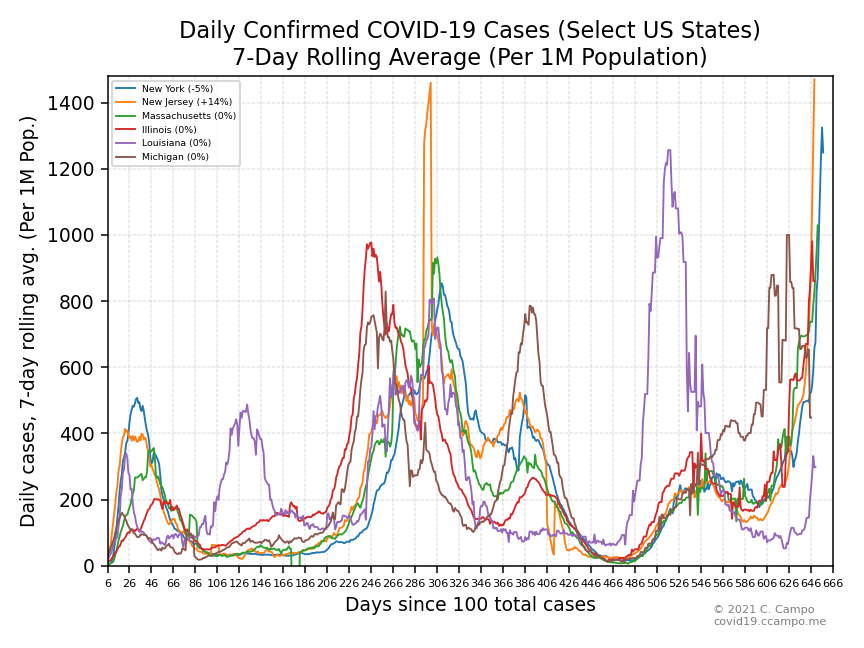 Daily Confirmed COVID-19 Cases (Select US States)
7-Day Rolling Average (Per 1M Population)
Daily cases, 7-day rolling avg. (Per 1M Pop.)
1400
1200
1000
800
600
400
200
0
New York (-5%)
New Jersey (+14%)
Massachusetts (0%)
Illinois (0%)
Louisiana (0%)
Michigan (0%)
6 26 46 66 86 106 126 146 166 186 206 226 246 266 286 306 326 346 366 386 406 426 446 466 486 506 526 546 566 586 606 626 646 666
Days since 100 total cases
© 2021 C. Campo
covid19.ccampo.me